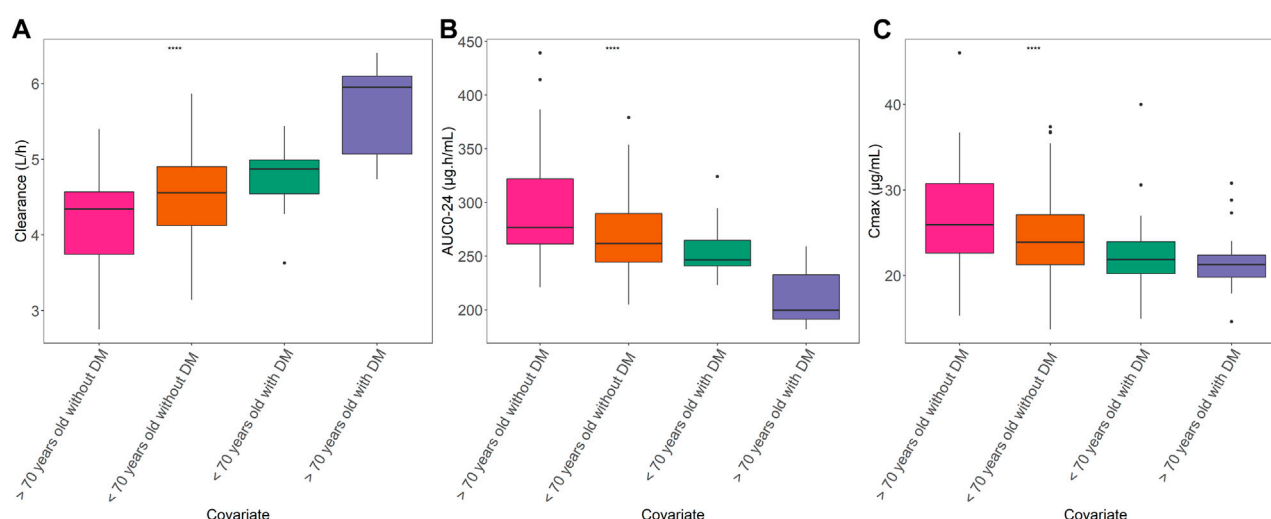 A
****
Clearance (L/h)
6
5
4
3
> 70 years old without DM
< 70 years old without DM
< 70 years old with DM
> 70 years old with DM
Covariate
B
****
AUC0-24 (µg.h/mL)
450
400
350
300
250
200
> 70 years old without DM
< 70 years old without DM
< 70 years old with DM
> 70 years old with DM
Covariate
C
****
Cmax (µg/mL)
40
30
20
> 70 years old without DM
< 70 years old without DM
< 70 years old with DM
> 70 years old with DM
Covariate